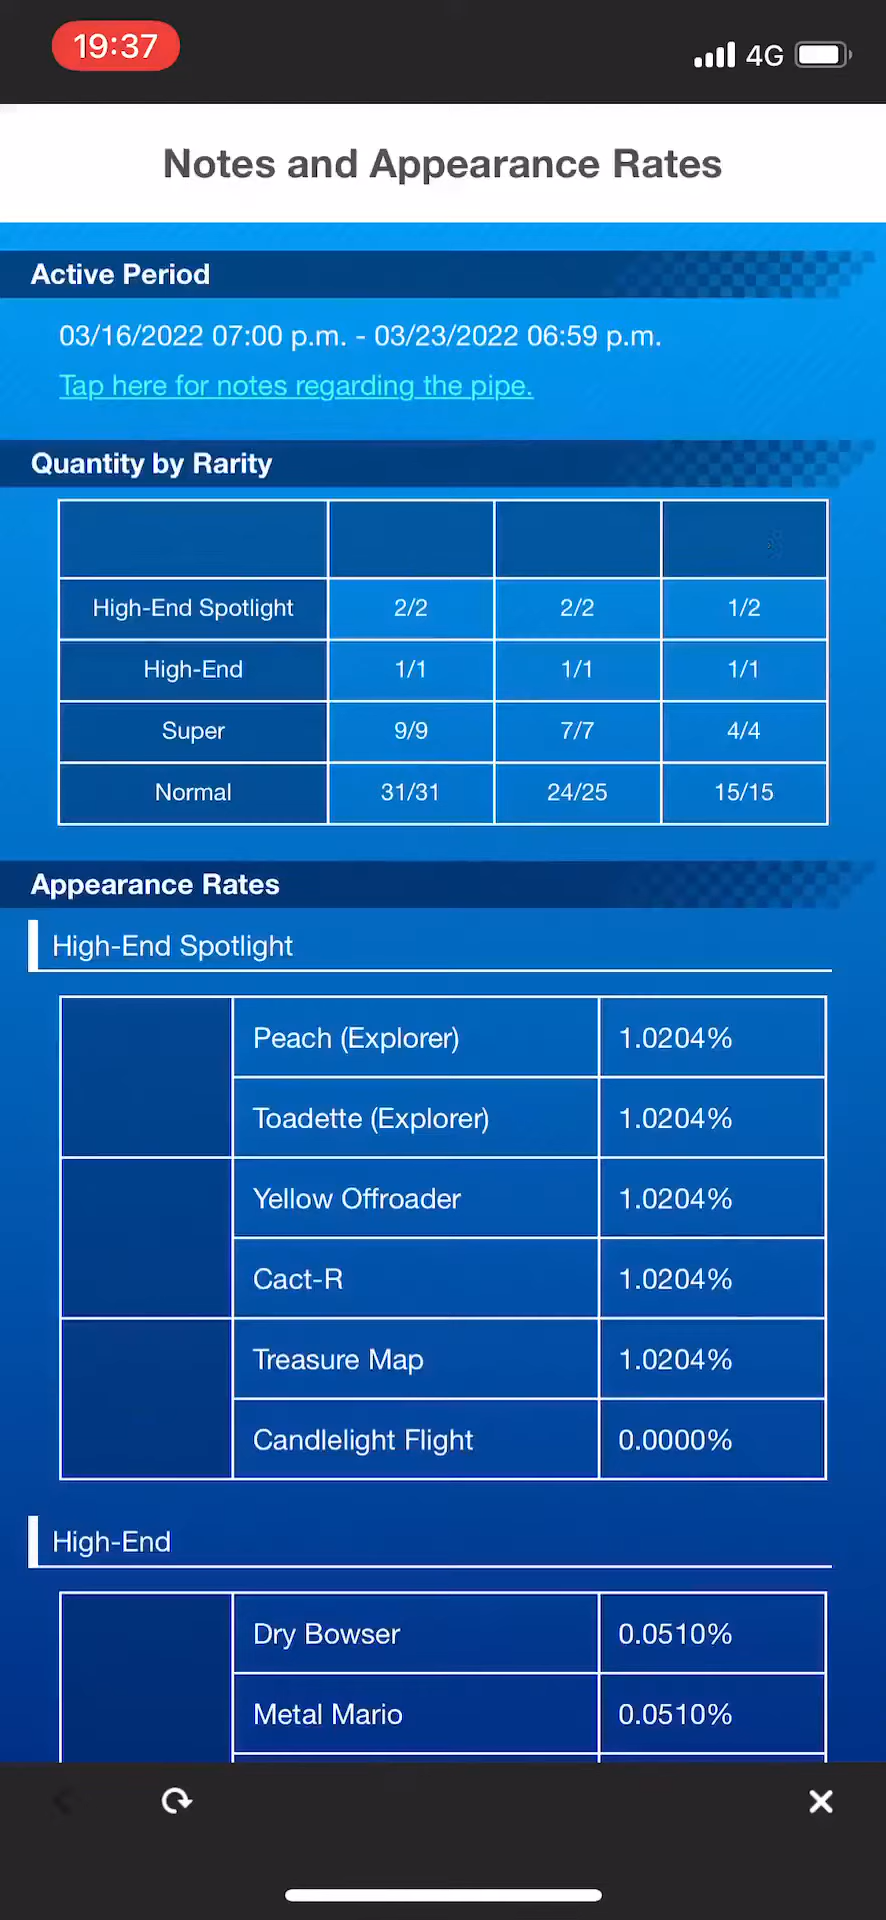 19:37
4G
Notes and Appearance Rates
Active Period
03/16/2022 07:00 p.m. - 03/23/2022 06:59 p.m.
Tap here for notes regarding the pipe.
Quantity by Rarity
High-End Spotlight 2/2 2/2 1/2
High-End 1/1 1/1 1/1
Super 9/9 7/7 4/4
Normal 31/31 24/25 15/15
Appearance Rates
High-End Spotlight
Peach (Explorer) 1.0204%
Toadette (Explorer) 1.0204%
Yellow Offroader 1.0204%
Cact-R 1.0204%
Treasure Map 1.0204%
Candlelight Flight 0.0000%
High-End
Dry Bowser 0.0510%
Metal Mario 0.0510%